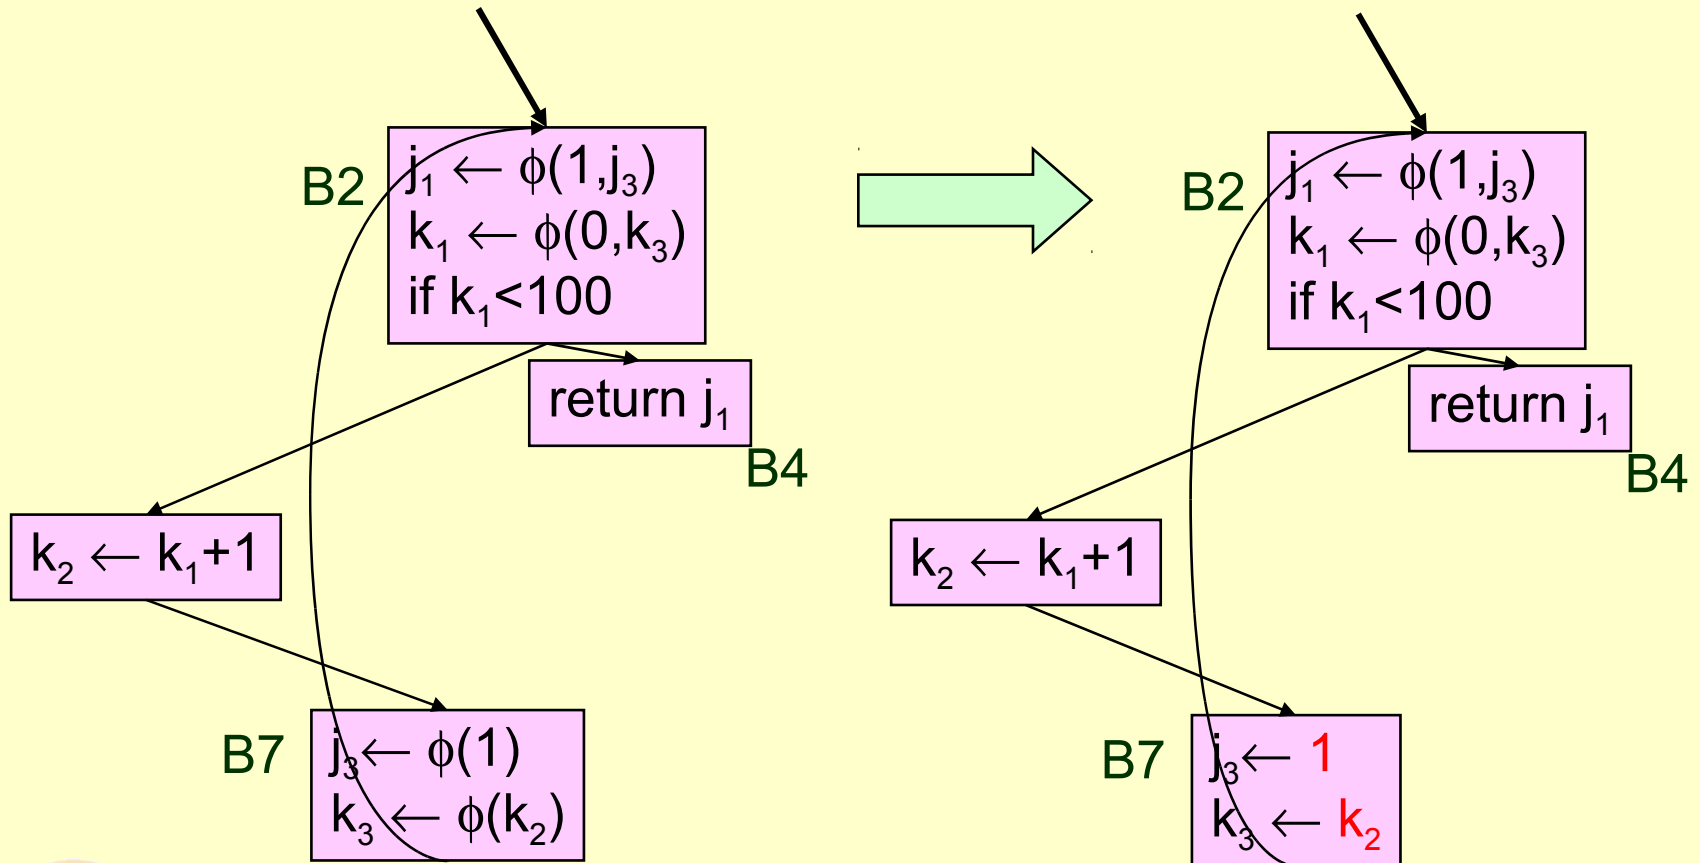 B2
j₁ ← ϕ(1,j₃)
k₁ ← ϕ(0,k₃)
if k₁<100
return j₁
B4
k₂ ← k₁+1
B7
j₃← ϕ(1)
k₃ ← ϕ(k₂)
B2
j₁ ← ϕ(1,j₃)
k₁ ← ϕ(0,k₃)
if k₁<100
return j₁
B4
k₂ ← k₁+1
B7
j₃← 1
k₃ ← k₂